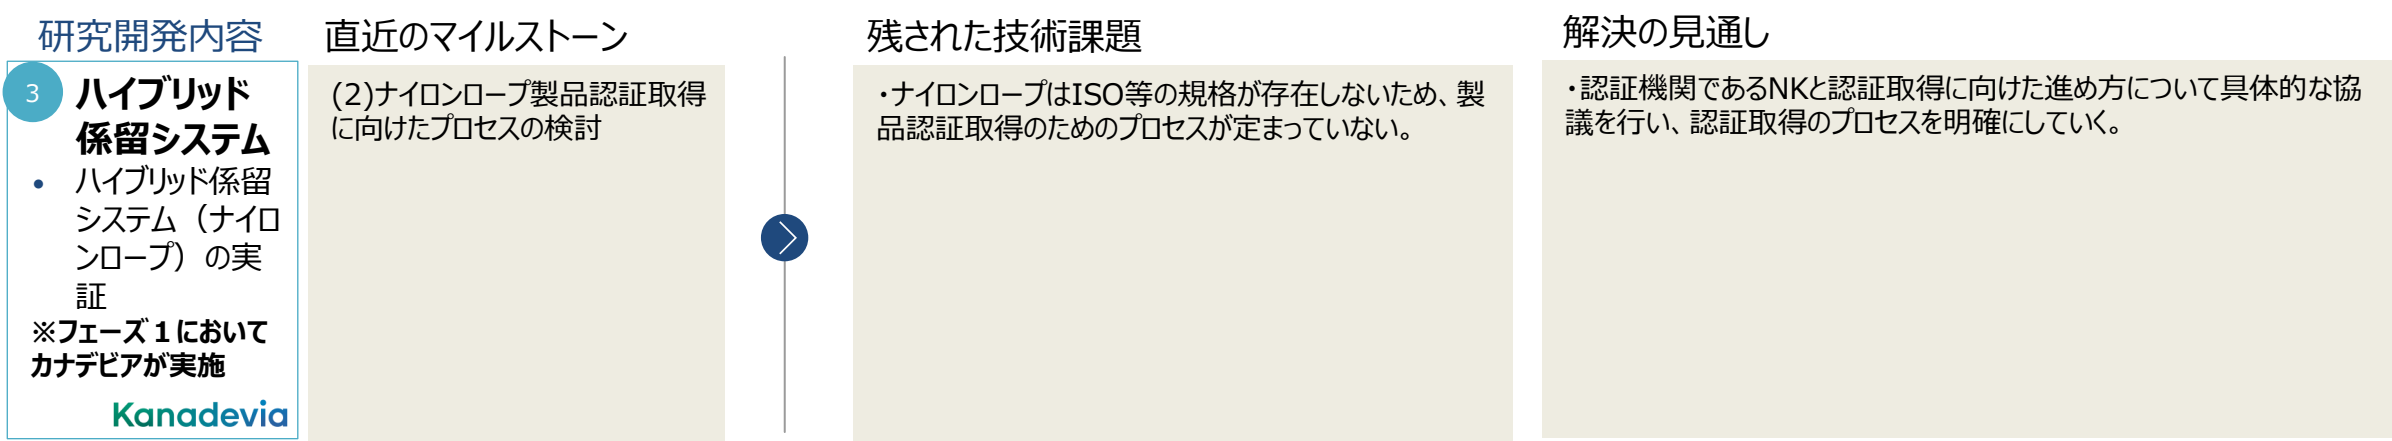 研究開発内容
3
ハイブリッド
係留システム
• ハイブリッド係留
システム（ナイロ
ンロープ）の実
証
※フェーズ１において
カナデビアが実施
Kanadevia
直近のマイルストーン
(2)ナイロンロープ製品認証取得
に向けたプロセスの検討
残された技術課題
・ナイロンロープはISO等の規格が存在しないため、製
品認証取得のためのプロセスが定まっていない。
解決の見通し
・認証機関であるNKと認証取得に向けた進め方について具体的な協
議を行い、認証取得のプロセスを明確にしていく。